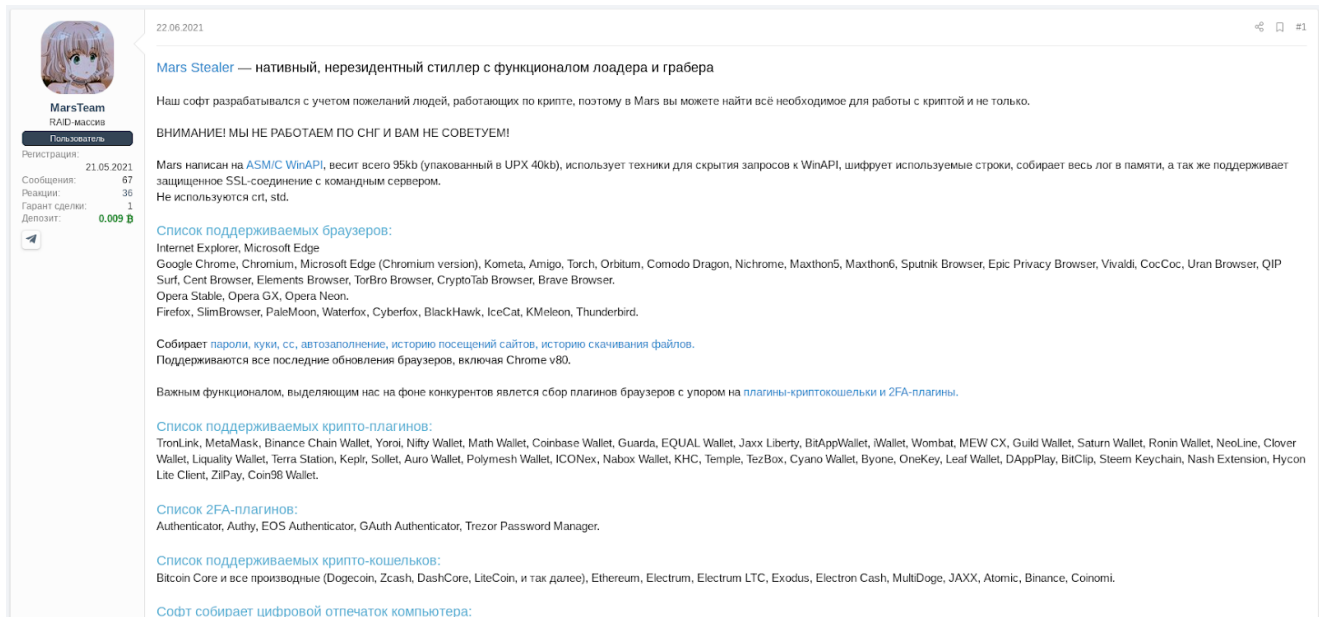 22.06.2021
#1
MarsTeam
RAID-массив
Пользователь
Регистрация:
21.05.2021
Сообщения: 67
Реакции: 36
Гарант сделки: 1
Депозит: 0.009 ₿
Mars Stealer — нативный, нерезидентный стиллер с функционалом лоадера и грабера
Наш софт разрабатывался с учетом пожеланий людей, работающих по крипте, поэтому в Mars вы можете найти всё необходимое для работы с криптой и не только.
ВНИМАНИЕ! МЫ НЕ РАБОТАЕМ ПО СНГ И ВАМ НЕ СОВЕТУЕМ!
Mars написан на ASM/C WinAPI, весит всего 95kb (упакованный в UPX 40kb), использует техники для скрытия запросов к WinAPI, шифрует используемые строки, собирает весь лог в памяти, а так же поддерживает
защищенное SSL-соединение с командным сервером.
Не используются crt, std.
Список поддерживаемых браузеров:
Internet Explorer, Microsoft Edge
Google Chrome, Chromium, Microsoft Edge (Chromium version), Kometa, Amigo, Torch, Orbitum, Comodo Dragon, Nichrome, Maxthon5, Maxthon6, Sputnik Browser, Epic Privacy Browser, Vivaldi, CocCoc, Uran Browser, QIP
Surf, Cent Browser, Elements Browser, TorBro Browser, CryptoTab Browser, Brave Browser.
Opera Stable, Opera GX, Opera Neon.
Firefox, SlimBrowser, PaleMoon, Waterfox, Cyberfox, BlackHawk, IceCat, KMeleon, Thunderbird.
Собирает пароли, куки, cc, автозаполнение, историю посещений сайтов, историю скачивания файлов.
Поддерживаются все последние обновления браузеров, включая Chrome v80.
Важным функционалом, выделяющим нас на фоне конкурентов явлется сбор плагинов браузеров с упором на плагины-криптокошельки и 2FA-плагины.
Список поддерживаемых крипто-плагинов:
TronLink, MetaMask, Binance Chain Wallet, Yoroi, Nifty Wallet, Math Wallet, Coinbase Wallet, Guarda, EQUAL Wallet, Jaxx Liberty, BitAppWallet, iWallet, Wombat, MEW CX, Guild Wallet, Saturn Wallet, Ronin Wallet, NeoLine, Clover
Wallet, Liquality Wallet, Terra Station, Keplr, Sollet, Auro Wallet, Polymesh Wallet, ICONex, Nabox Wallet, KHC, Temple, TezBox, Cyano Wallet, Byone, OneKey, Leaf Wallet, DAppPlay, BitClip, Steem Keychain, Nash Extension, Hycon
Lite Client, ZilPay, Coin98 Wallet.
Список 2FA-плагинов:
Authenticator, Authy, EOS Authenticator, GAuth Authenticator, Trezor Password Manager.
Список поддерживаемых крипто-кошельков:
Bitcoin Core и все производные (Dogecoin, Zcash, DashCore, LiteCoin, и так далее), Ethereum, Electrum, Electrum LTC, Exodus, Electron Cash, MultiDoge, JAXX, Atomic, Binance, Coinomi.
Софт собирает цифровой отпечаток компьютера: